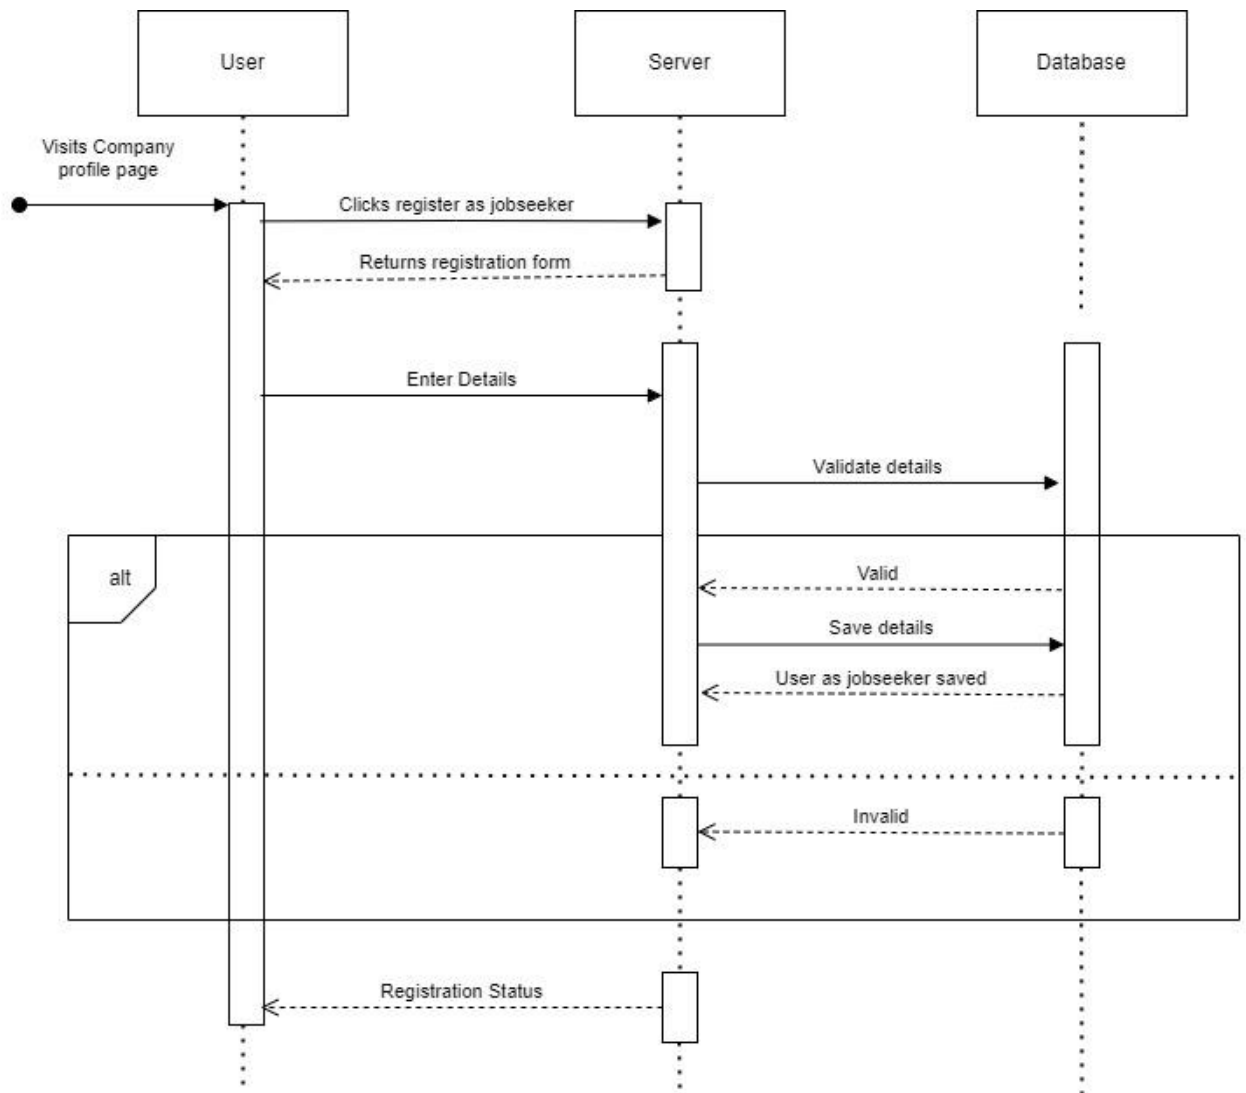 User
Server
Database
Visits Company
profile page
Clicks register as jobseeker
Returns registration form
Enter Details
Validate details
alt
Valid
Save details
User as jobseeker saved
Invalid
Registration Status